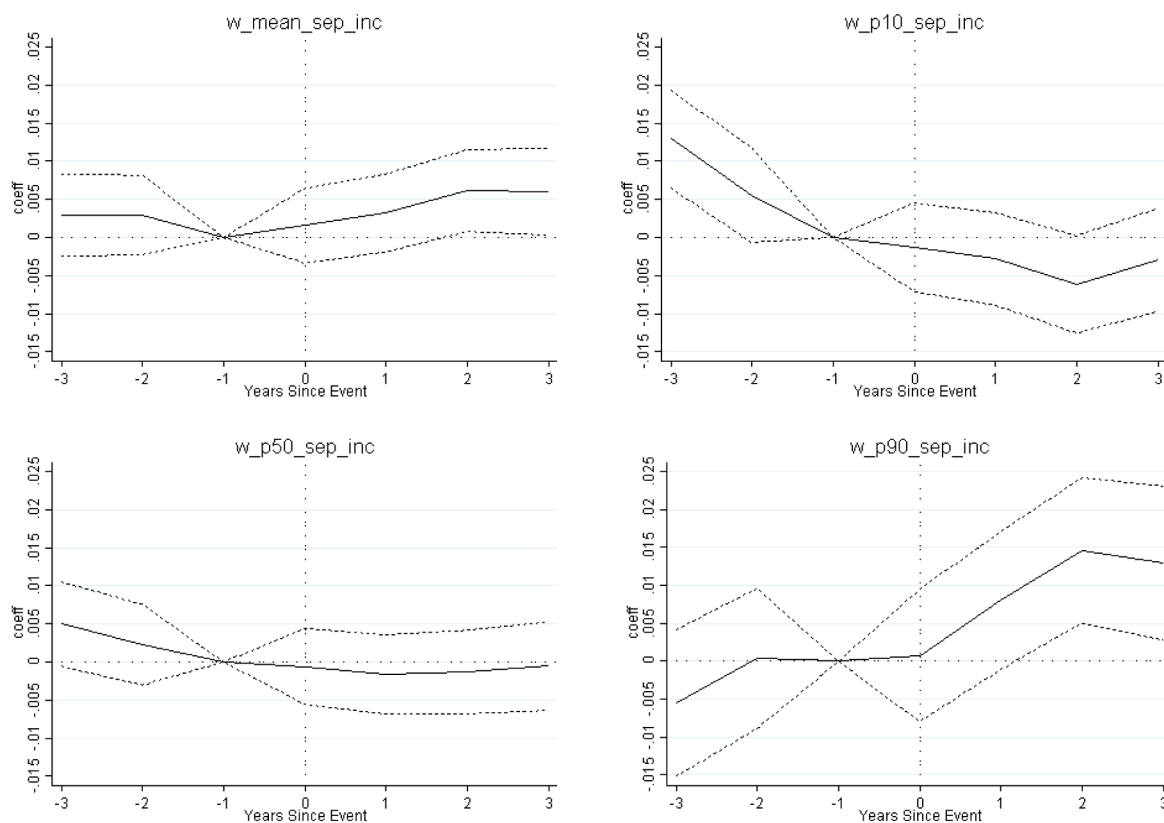 w_mean_sep_inc
coeff
-.015 -.01 -.005 0 .005 .01 .015 .02 .025
-3 -2 -1 0 1 2 3
Years Since Event
w_p10_sep_inc
coeff
-.015 -.01 -.005 0 .005 .01 .015 .02 .025
-3 -2 -1 0 1 2 3
Years Since Event
w_p50_sep_inc
coeff
-.015 -.01 -.005 0 .005 .01 .015 .02 .025
-3 -2 -1 0 1 2 3
Years Since Event
w_p90_sep_inc
coeff
-.015 -.01 -.005 0 .005 .01 .015 .02 .025
-3 -2 -1 0 1 2 3
Years Since Event